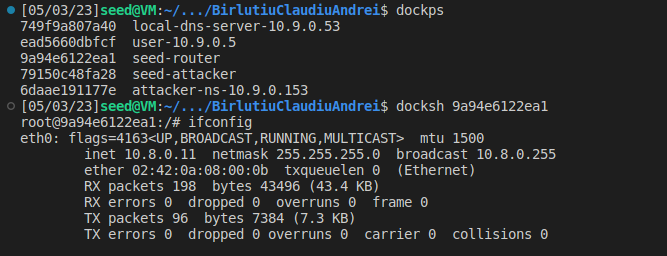 [05/03/23]seed@VM:~/.../BirlutiuClaudiuAndrei$ dockps
749f9a807a40  local-dns-server-10.9.0.53
ead5660dbfcf  user-10.9.0.5
9a94e6122ea1  seed-router
79150c48fa28  seed-attacker
6daae191177e  attacker-ns-10.9.0.153
[05/03/23]seed@VM:~/.../BirlutiuClaudiuAndrei$ docksh 9a94e6122ea1
root@9a94e6122ea1:/# ifconfig
eth0: flags=4163<UP,BROADCAST,RUNNING,MULTICAST>  mtu 1500
        inet 10.8.0.11  netmask 255.255.255.0  broadcast 10.8.0.255
        ether 02:42:0a:08:00:0b  txqueuelen 0  (Ethernet)
        RX packets 198  bytes 43496 (43.4 KB)
        RX errors 0  dropped 0  overruns 0  frame 0
        TX packets 96  bytes 7384 (7.3 KB)
        TX errors 0  dropped 0 overruns 0  carrier 0  collisions 0